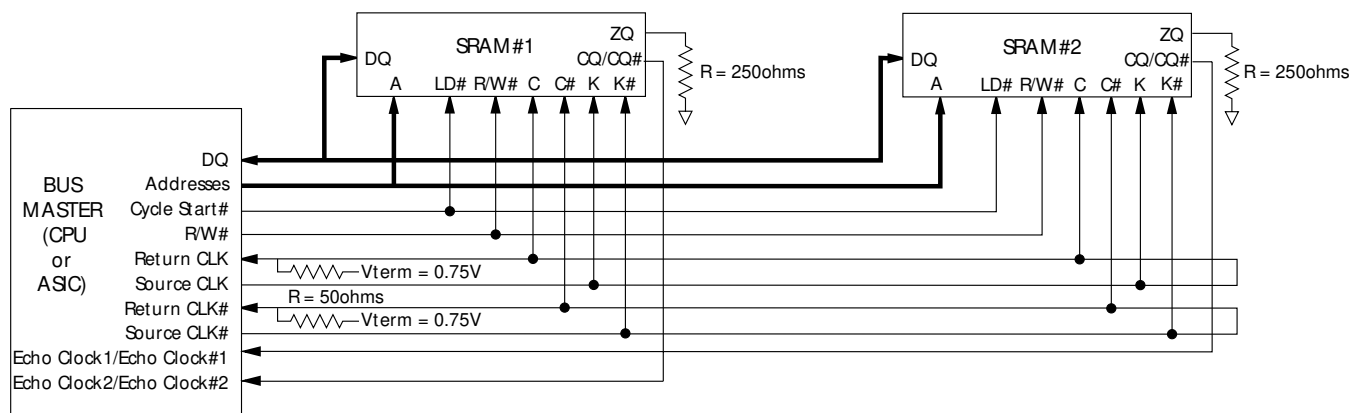 SRAM#1
ZQ
DQ
CQ/CQ#
A
LD#
R/W#
C
C#
K
K#
R = 250ohms
SRAM#2
ZQ
DQ
CQ/CQ#
A
LD#
R/W#
C
C#
K
K#
R = 250ohms
BUS
MASTER
(CPU
or
ASIC)
DQ
Addresses
Cycle Start#
R/W#
Return CLK
Source CLK
Return CLK#
Source CLK#
Echo Clock1/Echo Clock#1
Echo Clock2/Echo Clock#2
Vterm = 0.75V
R = 50ohms
Vterm = 0.75V